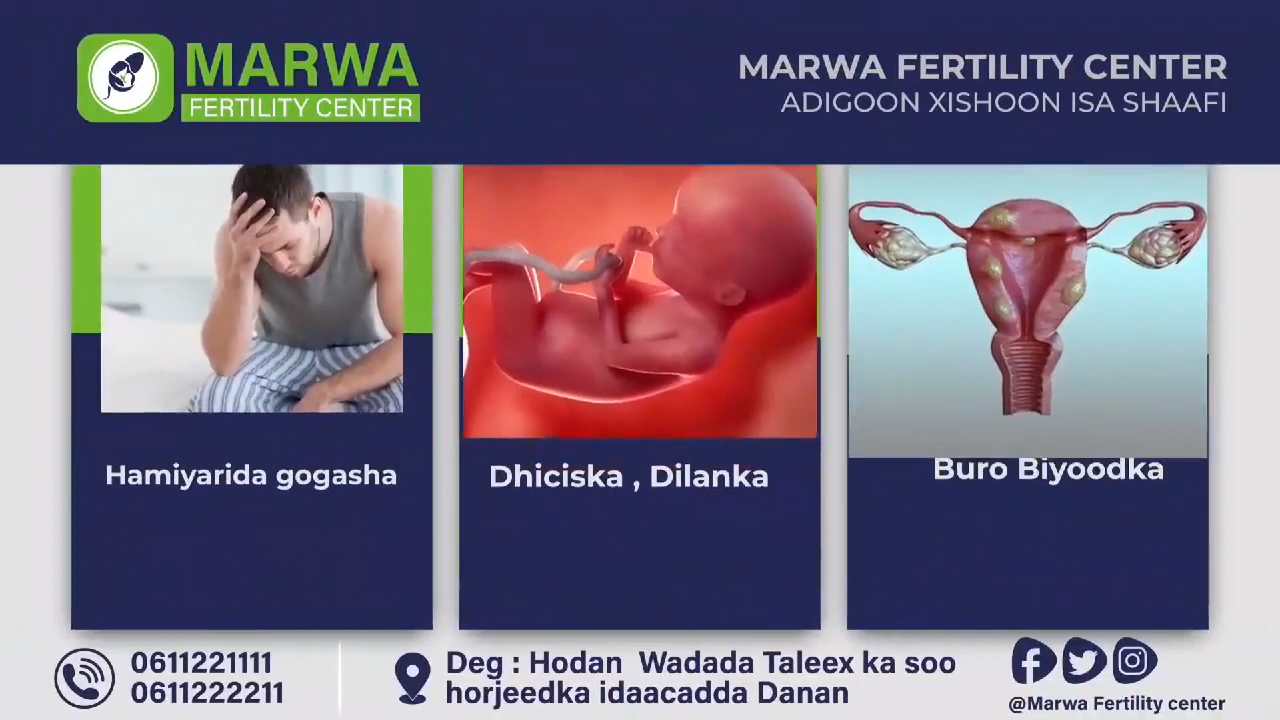 MARWA
FERTILITY CENTER
MARWA FERTILITY CENTER
ADIGOON XISHOON ISA SHAAFI
Hamiyarida gogasha
Dhiciska , Dilanka
Buro Biyoodka
0611221111
0611222211
Deg : Hodan Wadada Taleex ka soo
horjeedka idaacadda Danan
@Marwa Fertility center